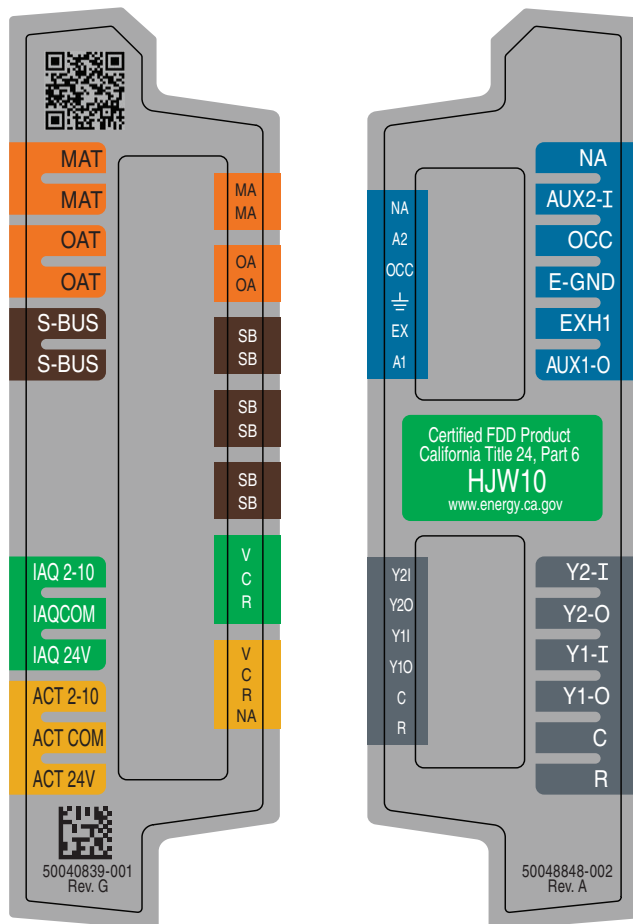 MAT
MAT
OAT
OAT
S-BUS
S-BUS
IAQ 2-10
IAQCOM
IAQ 24V
ACT 2-10
ACT COM
ACT 24V
50040839-001
Rev. G
MA
MA
OA
OA
SB
SB
SB
SB
SB
SB
V
C
R
V
C
R
NA
NA
A2
OCC
EX
A1
NA
AUX2-I
OCC
E-GND
EXH1
AUX1-O
Certified FDD Product
California Title 24, Part 6
HJW10
www.energy.ca.gov
Y2I
Y2O
Y1I
Y1O
C
R
Y2-I
Y2-O
Y1-I
Y1-O
C
R
50048848-002
Rev. A